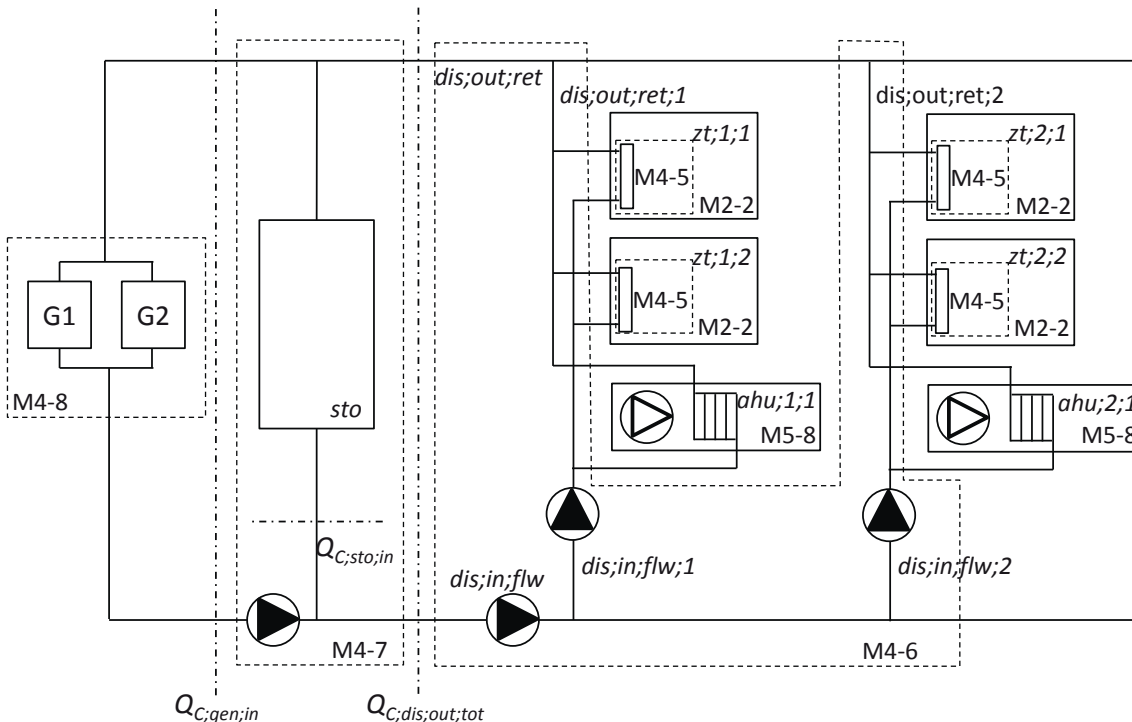 dis;out;ret
dis;out;ret;1
dis;out;ret;2
zt;1;1
M4-5
M2-2
zt;2;1
M4-5
M2-2
zt;1;2
M4-5
M2-2
zt;2;2
M4-5
M2-2
G1
G2
M4-8
sto
ahu;1;1
M5-8
ahu;2;1
M5-8
Q_{C;sto;in}
dis;in;flw
dis;in;flw;1
dis;in;flw;2
M4-7
M4-6
Q_{C;gen;in}
Q_{C;dis;out;tot}